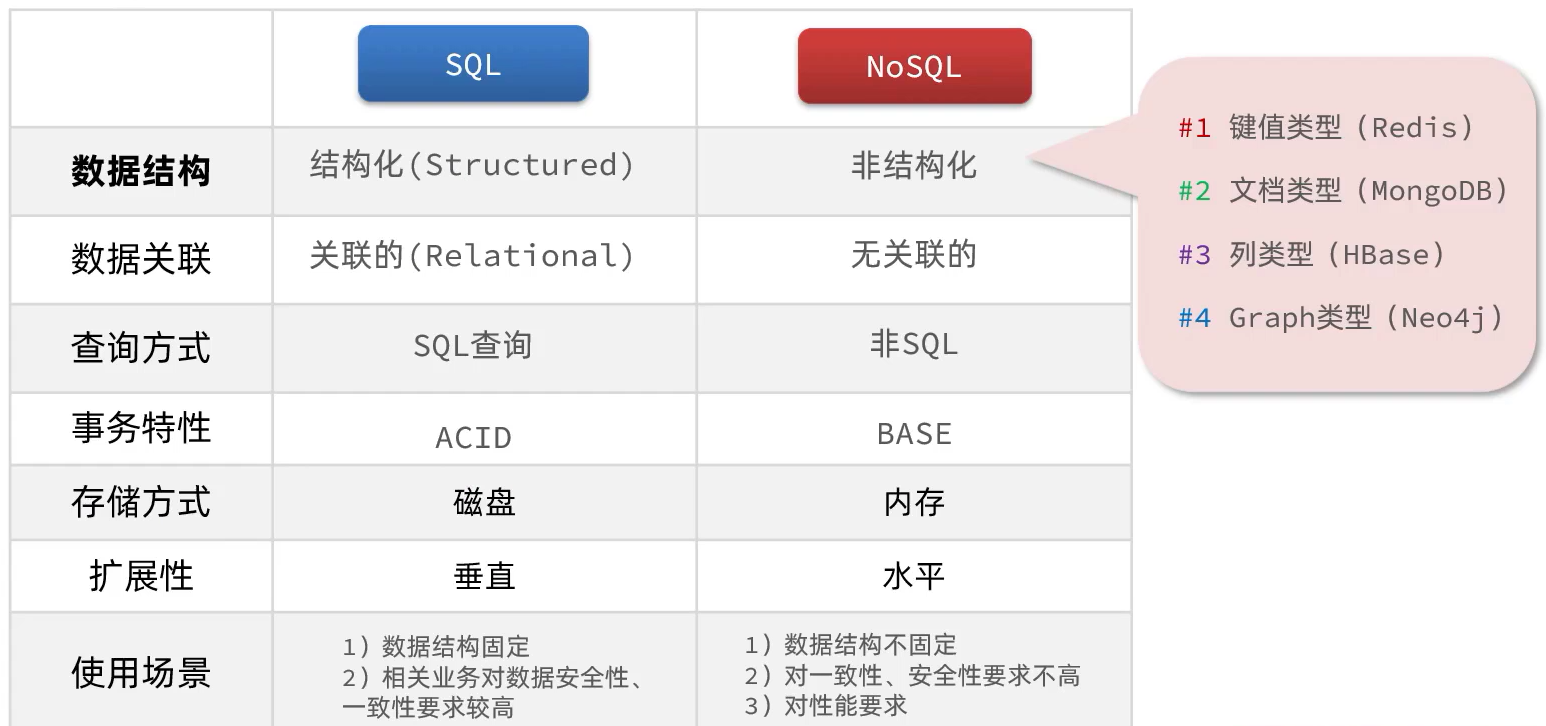 SQL
NoSQL
数据结构
结构化(Structured)
非结构化
#1 键值类型（Redis）
#2 文档类型（MongoDB）
#3 列类型（HBase）
#4 Graph类型（Neo4j）
数据关联
关联的(Relational)
无关联的
查询方式
SQL查询
非SQL
事务特性
ACID
BASE
存储方式
磁盘
内存
扩展性
垂直
水平
使用场景
1）数据结构固定
2）相关业务对数据安全性、
一致性要求较高
1）数据结构不固定
2）对一致性、安全性要求不高
3）对性能要求